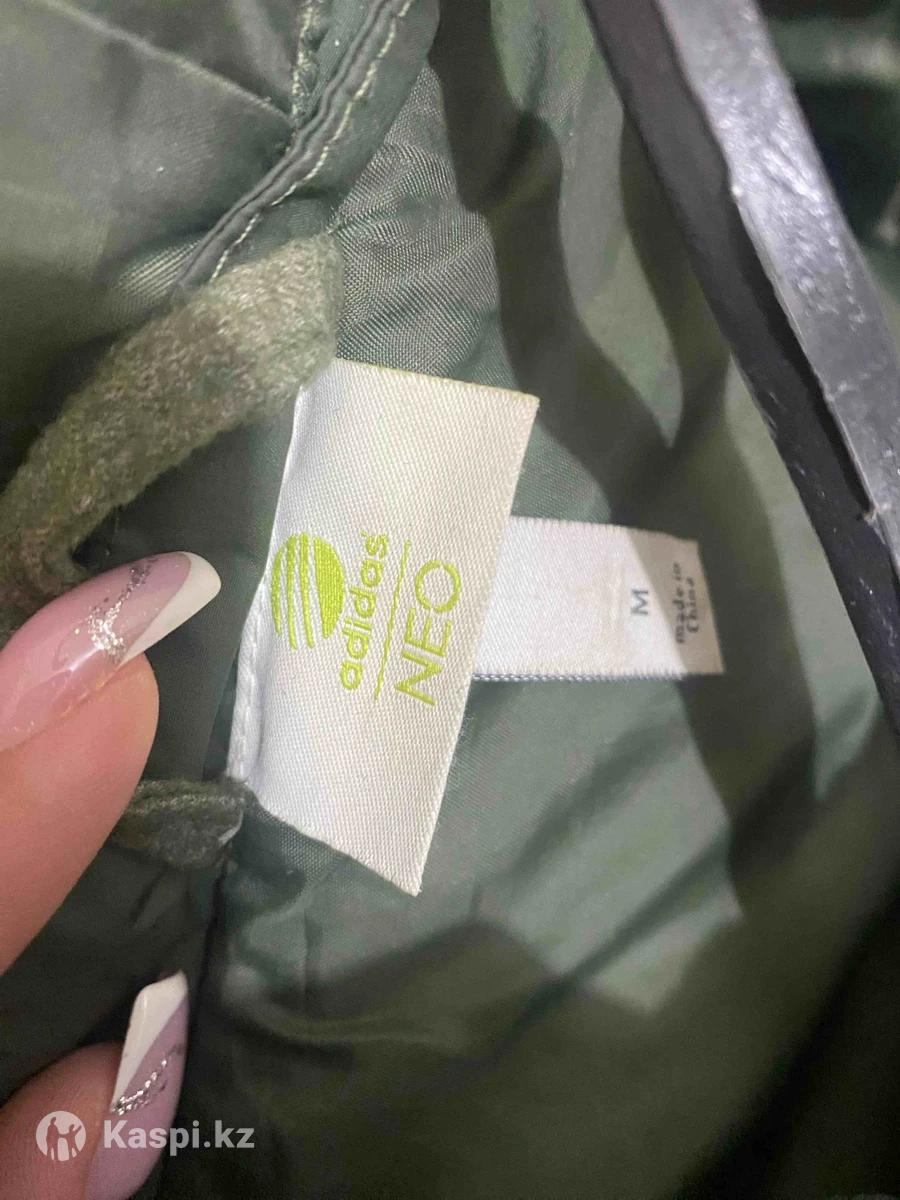 adidas
NEO
M
made in
China
Kaspi.kz